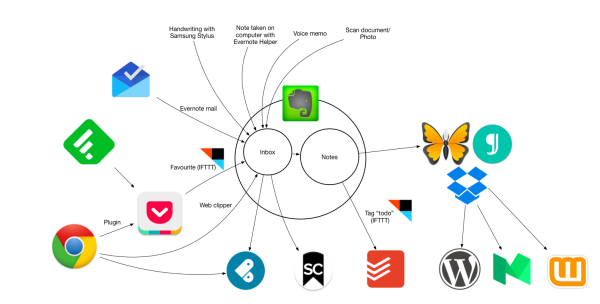 Handwriting with
Samsung Stylus
Note taken on
computer with
Evernote Helper
Voice memo
Scan document/
Photo
Evernote mail
Inbox
Notes
Favourite (IFTTT)
Web clipper
Plugin
Tag "todo"
(IFTTT)
SC